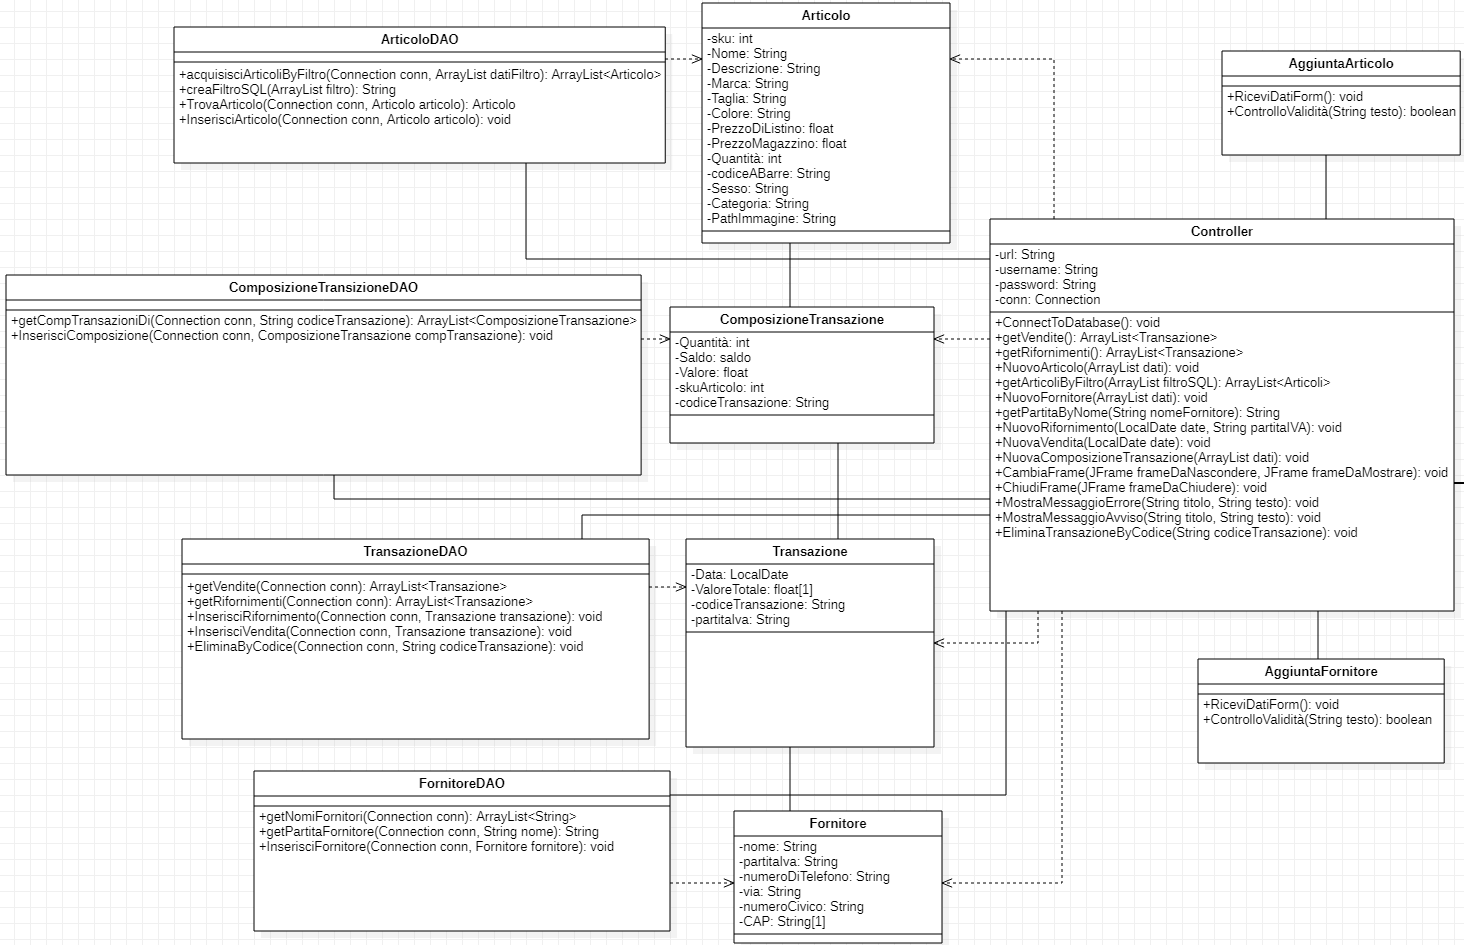 ArticoloDAO
+acquisisciArticoliByFiltro(Connection conn, ArrayList datiFiltro): ArrayList<Articolo>
+creaFiltroSQL(ArrayList filtro): String
+TrovaArticolo(Connection conn, Articolo articolo): Articolo
+InserisciArticolo(Connection conn, Articolo articolo): void
Articolo
-sku: int
-Nome: String
-Descrizione: String
-Marca: String
-Taglia: String
-Colore: String
-PrezzoDiListino: float
-PrezzoMagazzino: float
-Quantità: int
-codiceABarre: String
-Sesso: String
-Categoria: String
-PathImmagine: String
AggiuntaArticolo
+RiceviDatiForm(): void
+ControlloValidità(String testo): boolean
Controller
-url: String
-username: String
-password: String
-conn: Connection
+ConnectToDatabase(): void
+getVendite(): ArrayList<Transazione>
+getRifornimenti(): ArrayList<Transazione>
+NuovoArticolo(ArrayList dati): void
+getArticoliByFiltro(ArrayList filtroSQL): ArrayList<Articoli>
+NuovoFornitore(ArrayList dati): void
+getPartitaByNome(String nomeFornitore): String
+NuovoRifornimento(LocalDate date, String partitaIVA): void
+NuovaVendita(LocalDate date): void
+NuovaComposizioneTransazione(ArrayList dati): void
+CambiaFrame(JFrame frameDaNascondere, JFrame frameDaMostrare): void
+ChiudiFrame(JFrame frameDaChiudere): void
+MostraMessaggioErrore(String titolo, String testo): void
+MostraMessaggioAvviso(String titolo, String testo): void
+EliminaTransazioneByCodice(String codiceTransazione): void
ComposizioneTransizioneDAO
+getCompTransazioniDi(Connection conn, String codiceTransazione): ArrayList<ComposizioneTransazione>
+InserisciComposizione(Connection conn, ComposizioneTransazione compTransazione): void
ComposizioneTransazione
-Quantità: int
-Saldo: saldo
-Valore: float
-skuArticolo: int
-codiceTransazione: String
TransazioneDAO
+getVendite(Connection conn): ArrayList<Transazione>
+getRifornimenti(Connection conn): ArrayList<Transazione>
+InserisciRifornimento(Connection conn, Transazione transazione): void
+InserisciVendita(Connection conn, Transazione transazione): void
+EliminaByCodice(Connection conn, String codiceTransazione): void
Transazione
-Data: LocalDate
-ValoreTotale: float[1]
-codiceTransazione: String
-partitaIva: String
AggiuntaFornitore
+RiceviDatiForm(): void
+ControlloValidità(String testo): boolean
FornitoreDAO
+getNomiFornitori(Connection conn): ArrayList<String>
+getPartitaFornitore(Connection conn, String nome): String
+InserisciFornitore(Connection conn, Fornitore fornitore): void
Fornitore
-nome: String
-partitaIva: String
-numeroDiTelefono: String
-via: String
-numeroCivico: String
-CAP: String[1]